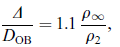 Δ/D_OB = 1.1 ρ_∞/ρ_2,